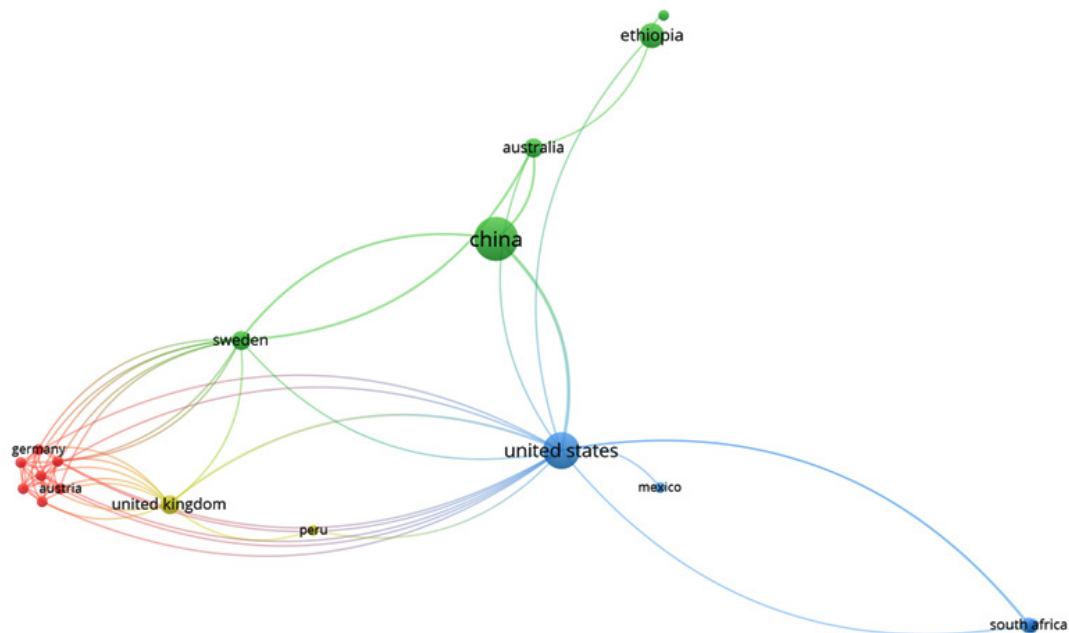 ethiopia
australia
china
sweden
germany
united states
austria
mexico
united kingdom
peru
south africa